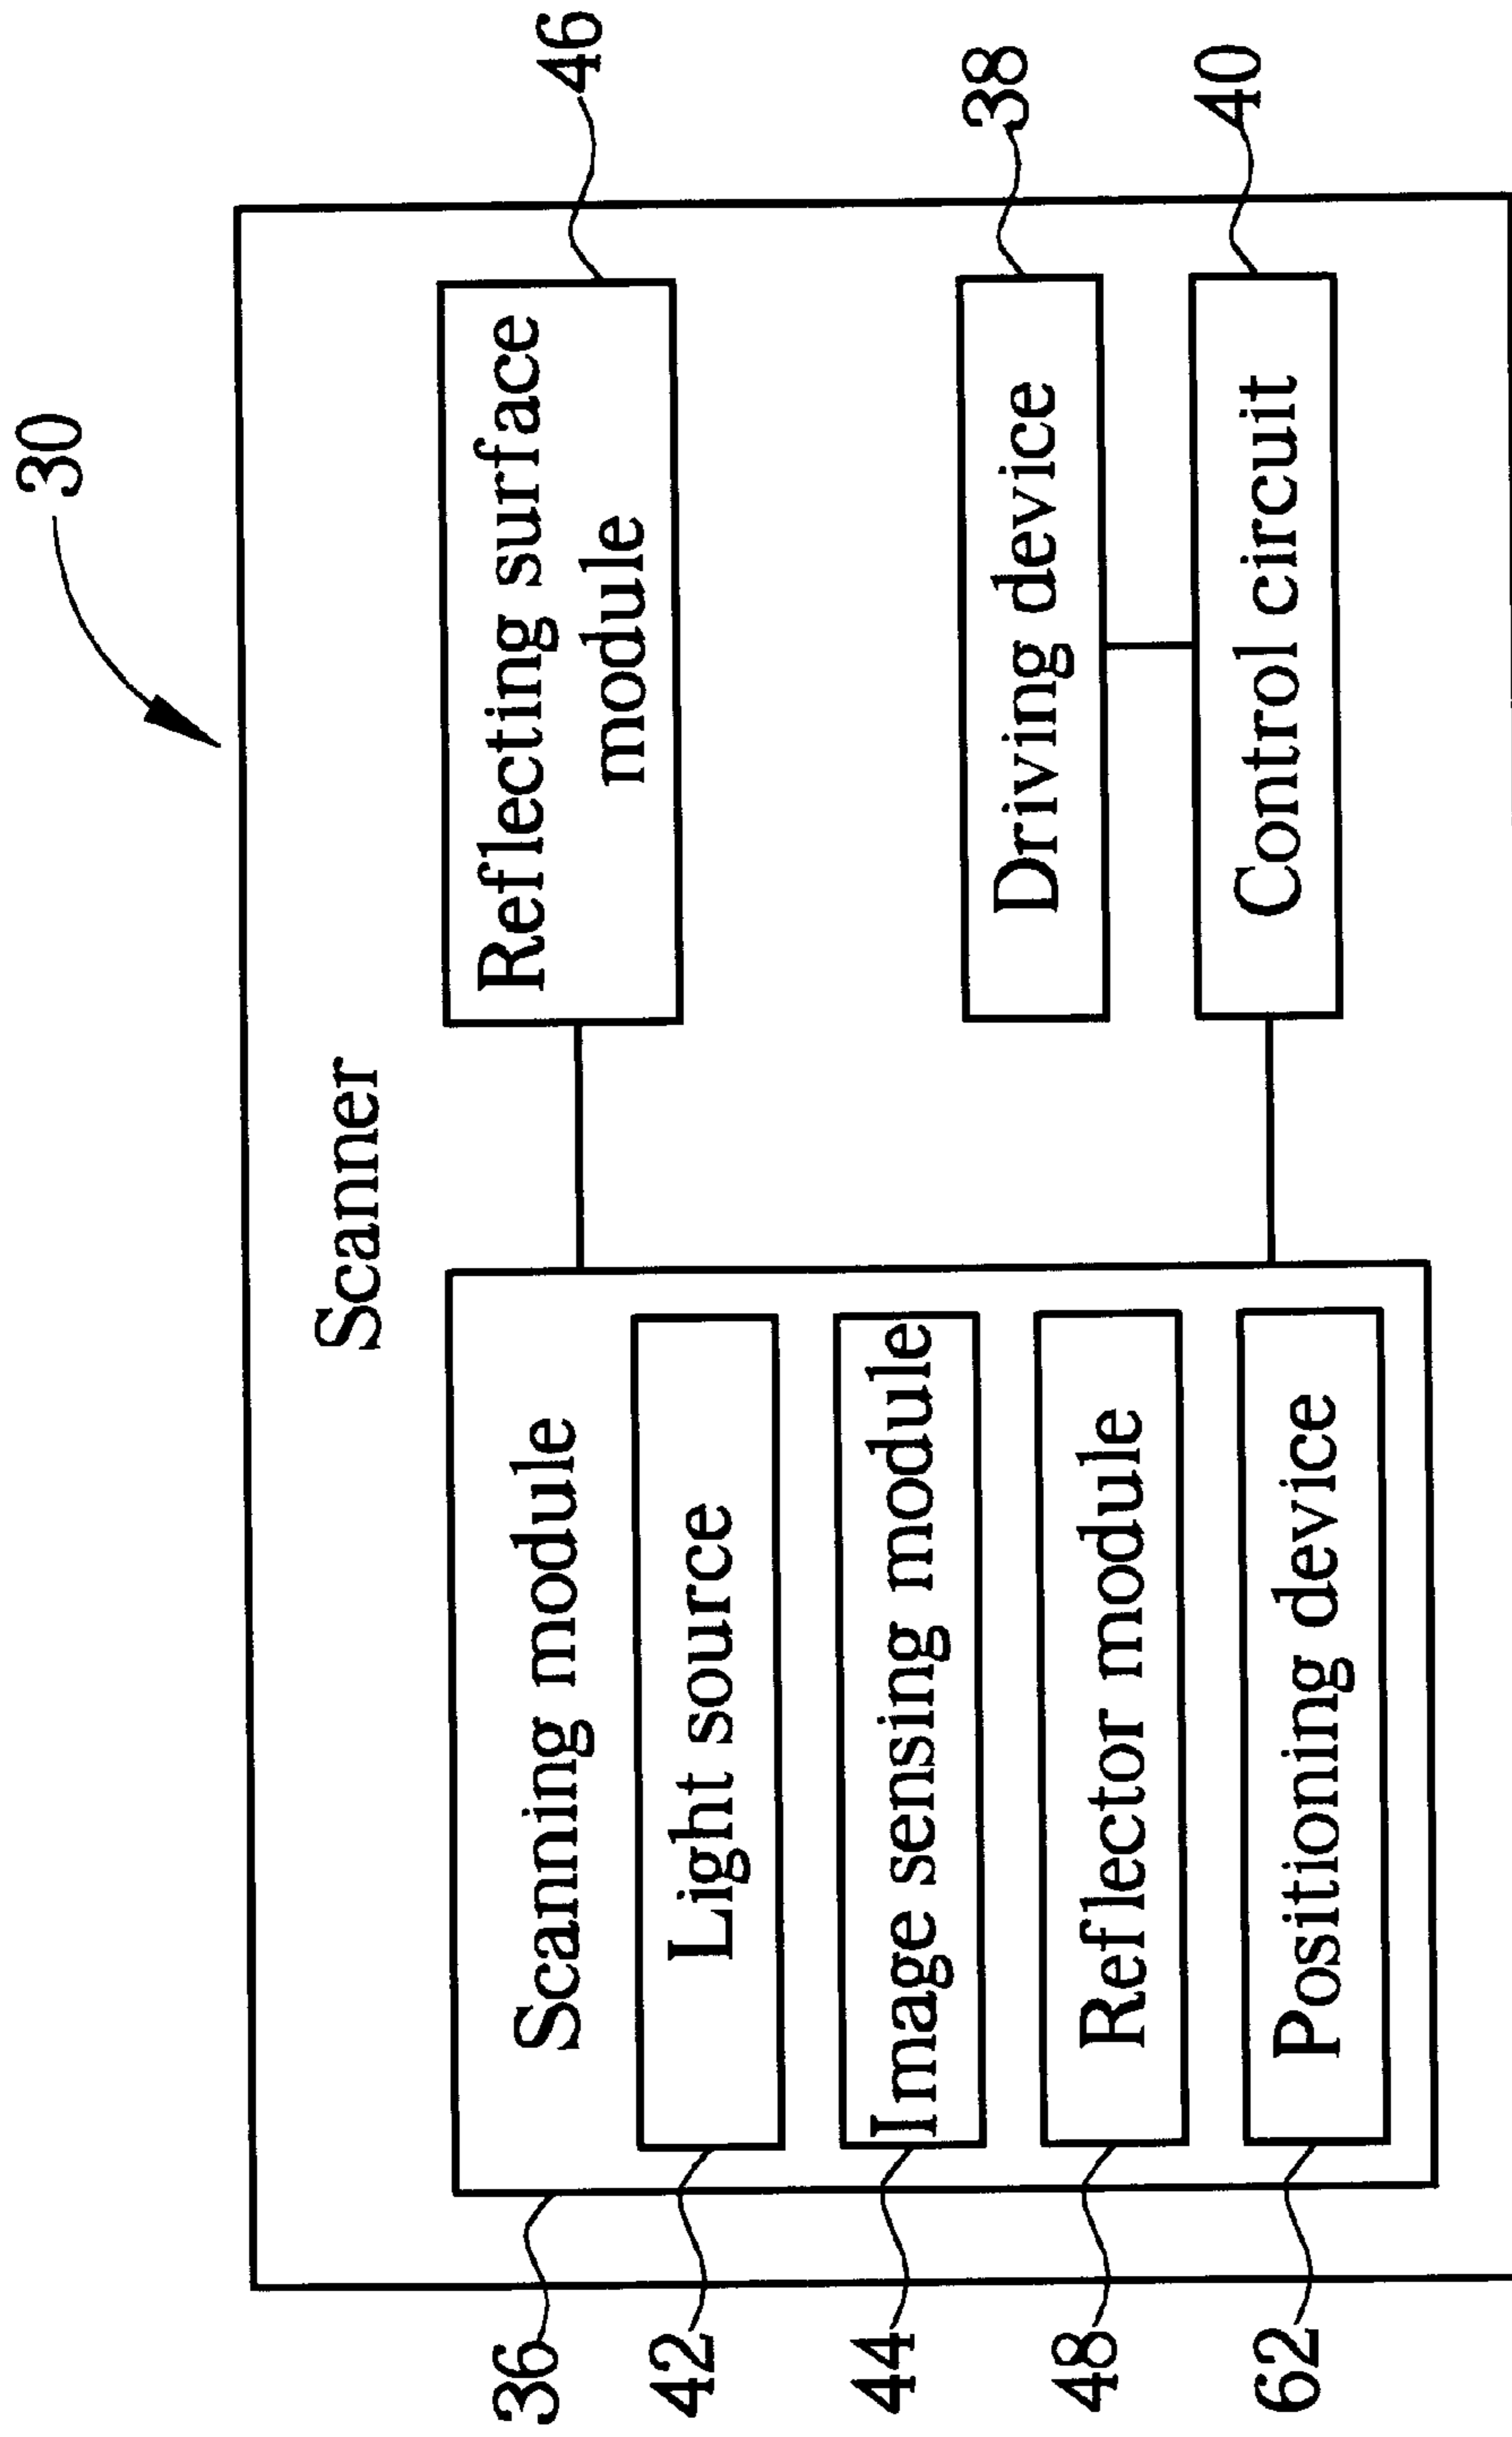 30
Scanner
36
Scanning module
42
Light source
44
Image sensing module
48
Reflector module
62
Positioning device
Reflecting surface
module
46
Driving device
38
Control circuit
40